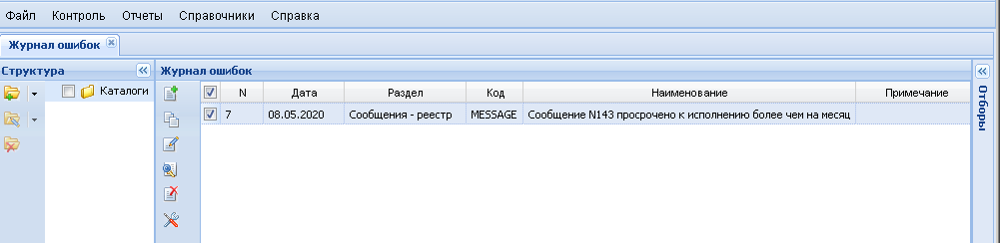 Файл Контроль Отчеты Справочники Справка
Журнал ошибок
Структура
Каталоги
Журнал ошибок
N Дата Раздел Код Наименование Примечание
7 08.05.2020 Сообщения - реестр MESSAGE Сообщение N143 просрочено к исполнению более чем на месяц
Отборы